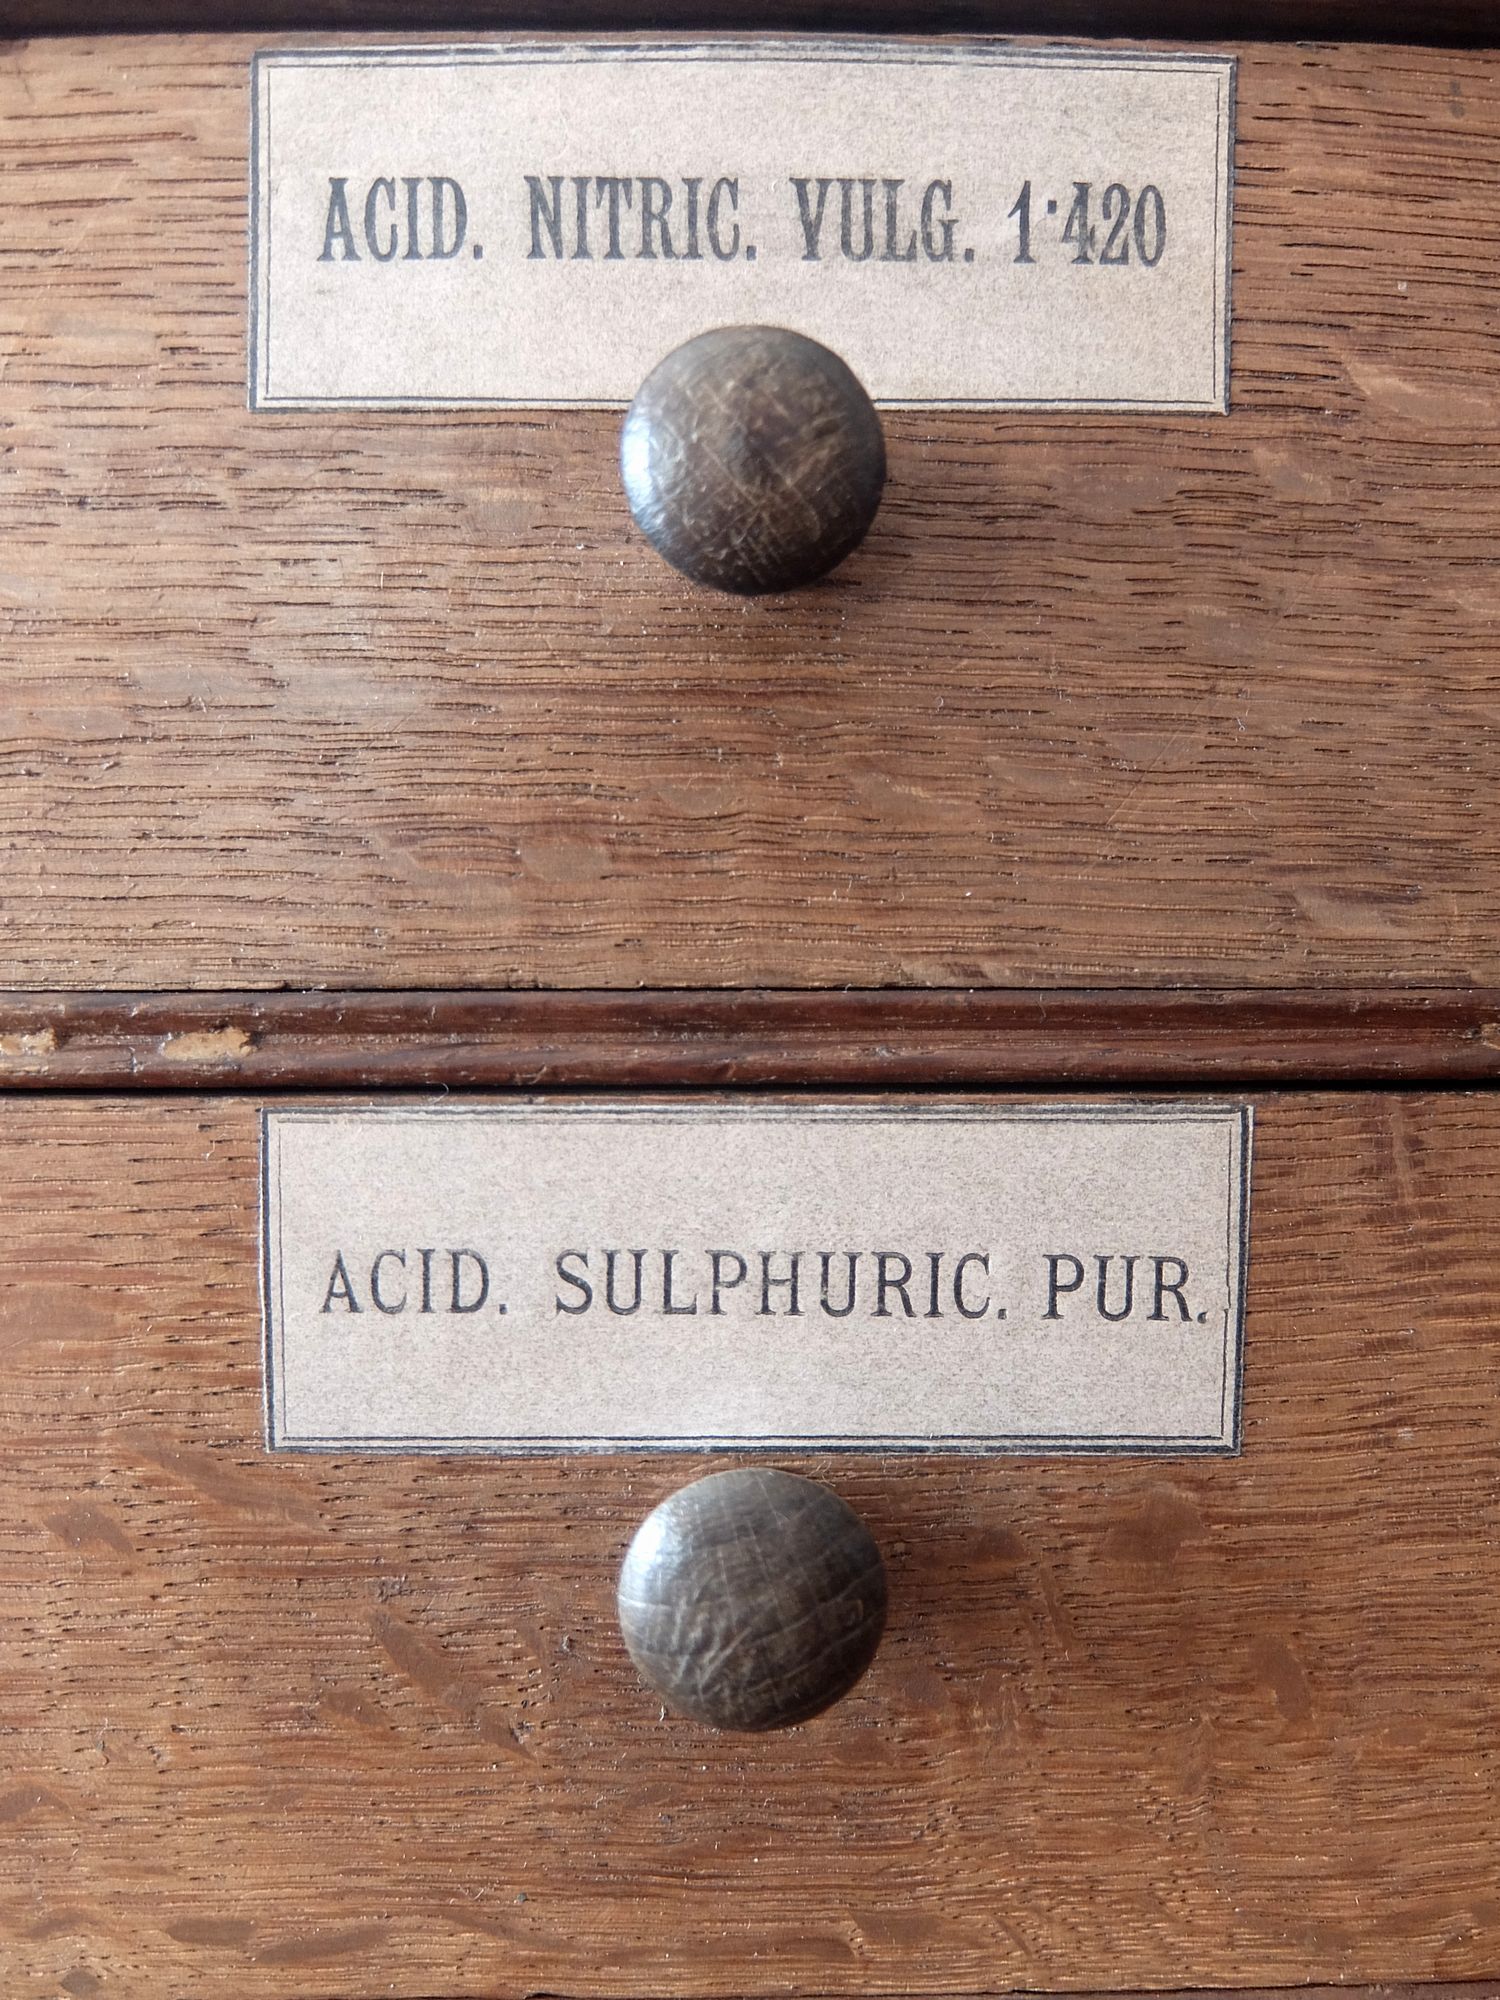 ACID. NITRIC. VULG. 1·420
ACID. SULPHURIC. PUR.